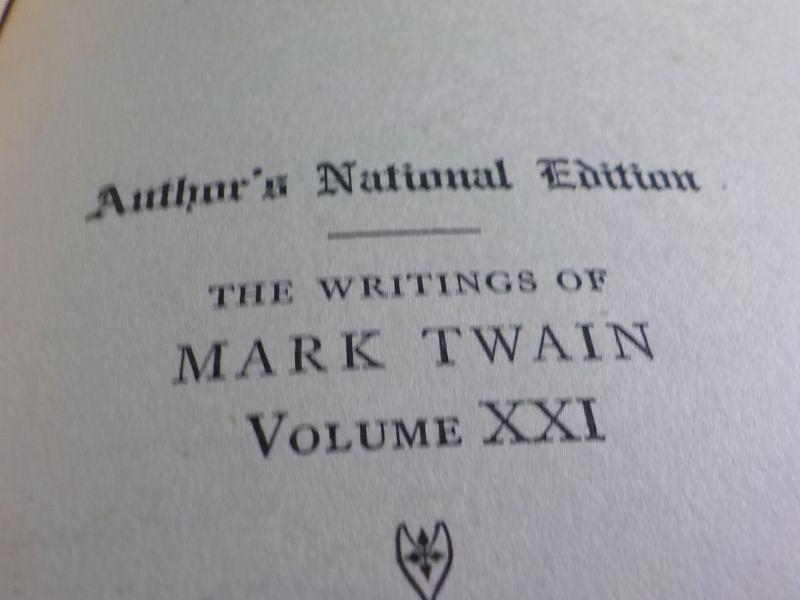 Author's National Edition
THE WRITINGS OF
MARK TWAIN
VOLUME XXI